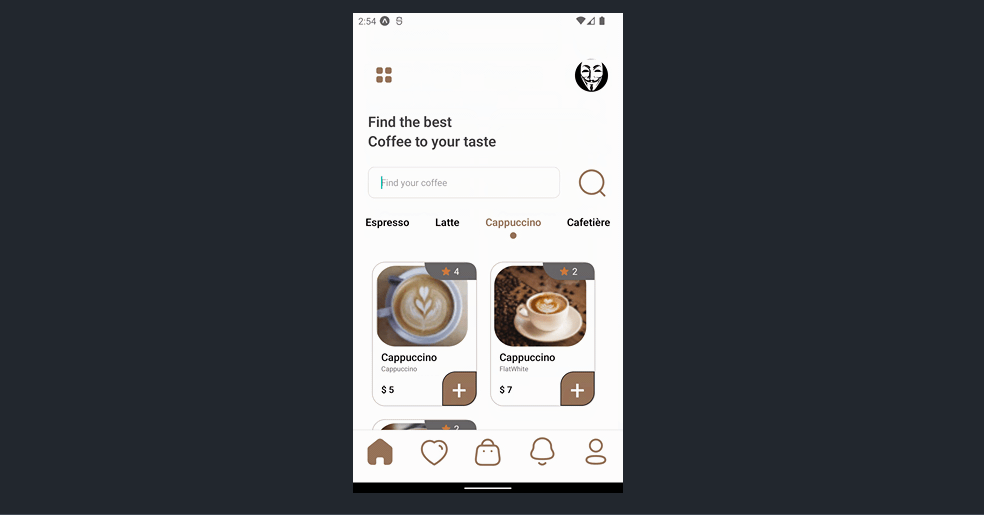 2:54
Find the best
Coffee to your taste
Find your coffee
Espresso Latte Cappuccino Cafetière
4 2
Cappuccino Cappuccino
Cappuccino FlatWhite
$ 5 $ 7
2